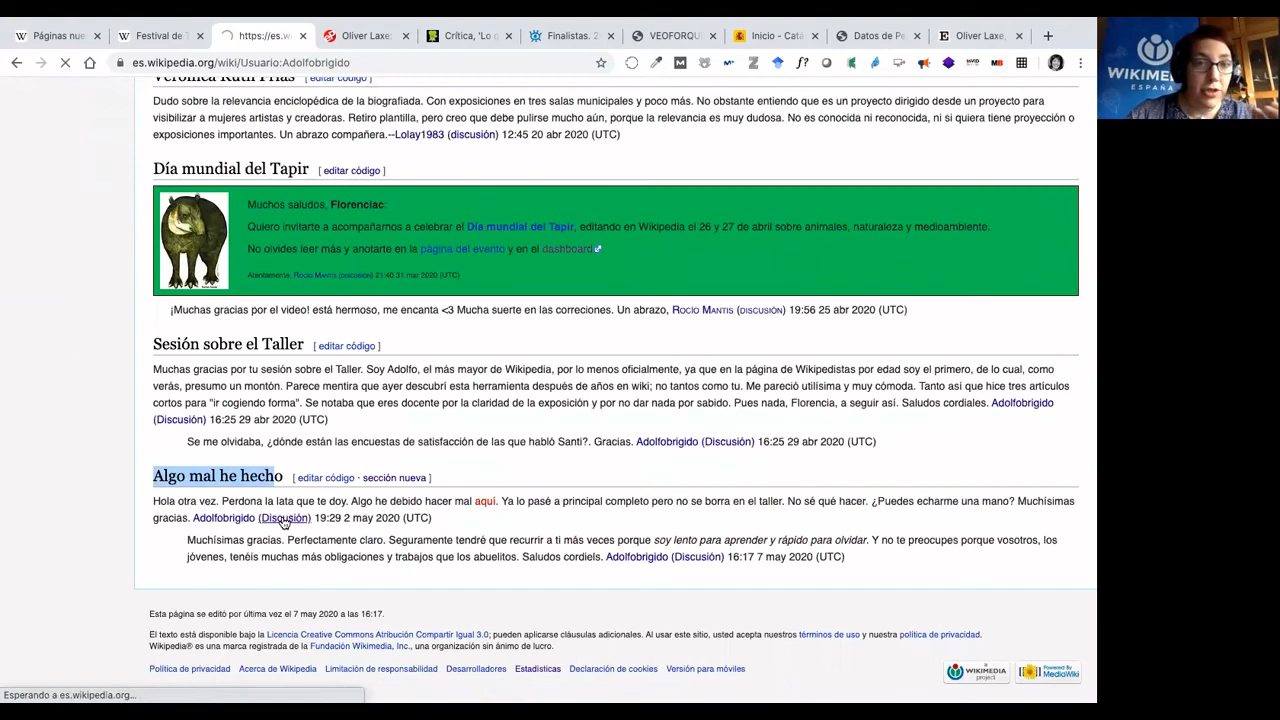 Páginas nue
Festival de T
https://es.w
Oliver Laxe:
Crítica, 'Lo q
Finalistas. 2
VEOFORQU
Inicio - Catá
Datos de Pe
Oliver Laxe,
es.wikipedia.org/wiki/Usuario:Adolfobrigido
WIKIMEDIA
ESPAÑA
Verónica Ruth Frías [ editar código ]
Dudo sobre la relevancia enciclopédica de la biografiada. Con exposiciones en tres salas municipales y poco más. No obstante entiendo que es un proyecto dirigido desde un proyecto para
visibilizar a mujeres artistas y creadoras. Retiro plantilla, pero creo que debe pulirse mucho aún, porque la relevancia es muy dudosa. No es conocida ni reconocida, ni si quiera tiene proyección o
exposiciones importantes. Un abrazo compañera.--Lolay1983 (discusión) 12:45 20 abr 2020 (UTC)
Día mundial del Tapir [ editar código ]
Muchos saludos, Florenciac:
Quiero invitarte a acompañarnos a celebrar el Día mundial del Tapir, editando en Wikipedia el 26 y 27 de abril sobre animales, naturaleza y medioambiente.
No olvides leer más y anotarte en la página del evento y en el dashboard
Atentamente, Rocío Mantis (discusión) 21:40 31 mar 2020 (UTC)
¡Muchas gracias por el video! está hermoso, me encanta <3 Mucha suerte en las correciones. Un abrazo, Rocío Mantis (discusión) 19:56 25 abr 2020 (UTC)
Sesión sobre el Taller [ editar código ]
Muchas gracias por tu sesión sobre el Taller. Soy Adolfo, el más mayor de Wikipedia, por lo menos oficialmente, ya que en la página de Wikipedistas por edad soy el primero, de lo cual, como
verás, presumo un montón. Parece mentira que ayer descubrí esta herramienta después de años en wiki; no tantos como tu. Me pareció utilísima y muy cómoda. Tanto así que hice tres artículos
cortos para "ir cogiendo forma". Se notaba que eres docente por la claridad de la exposición y por no dar nada por sabido. Pues nada, Florencia, a seguir así. Saludos cordiales. Adolfobrigido
(Discusión) 16:25 29 abr 2020 (UTC)
Se me olvidaba, ¿dónde están las encuestas de satisfacción de las que habló Santi?. Gracias. Adolfobrigido (Discusión) 16:25 29 abr 2020 (UTC)
Algo mal he hecho [ editar código · sección nueva ]
Hola otra vez. Perdona la lata que te doy. Algo he debido hacer mal aquí. Ya lo pasé a principal completo pero no se borra en el taller. No sé qué hacer. ¿Puedes echarme una mano? Muchísimas
gracias. Adolfobrigido (Discusión) 19:29 2 may 2020 (UTC)
Muchísimas gracias. Perfectamente claro. Seguramente tendré que recurrir a ti más veces porque soy lento para aprender y rápido para olvidar. Y no te preocupes porque vosotros, los
jóvenes, tenéis muchas más obligaciones y trabajos que los abuelitos. Saludos cordiels. Adolfobrigido (Discusión) 16:17 7 may 2020 (UTC)
Esta página se editó por última vez el 7 may 2020 a las 16:17.
El texto está disponible bajo la Licencia Creative Commons Atribución Compartir Igual 3.0; pueden aplicarse cláusulas adicionales. Al usar este sitio, usted acepta nuestros términos de uso y nuestra política de privacidad.
Wikipedia® es una marca registrada de la Fundación Wikimedia, Inc., una organización sin ánimo de lucro.
Política de privacidad Acerca de Wikipedia Limitación de responsabilidad Desarrolladores Estadísticas Declaración de cookies Versión para móviles
A WIKIMEDIA project
Powered By MediaWiki
Esperando a es.wikipedia.org...